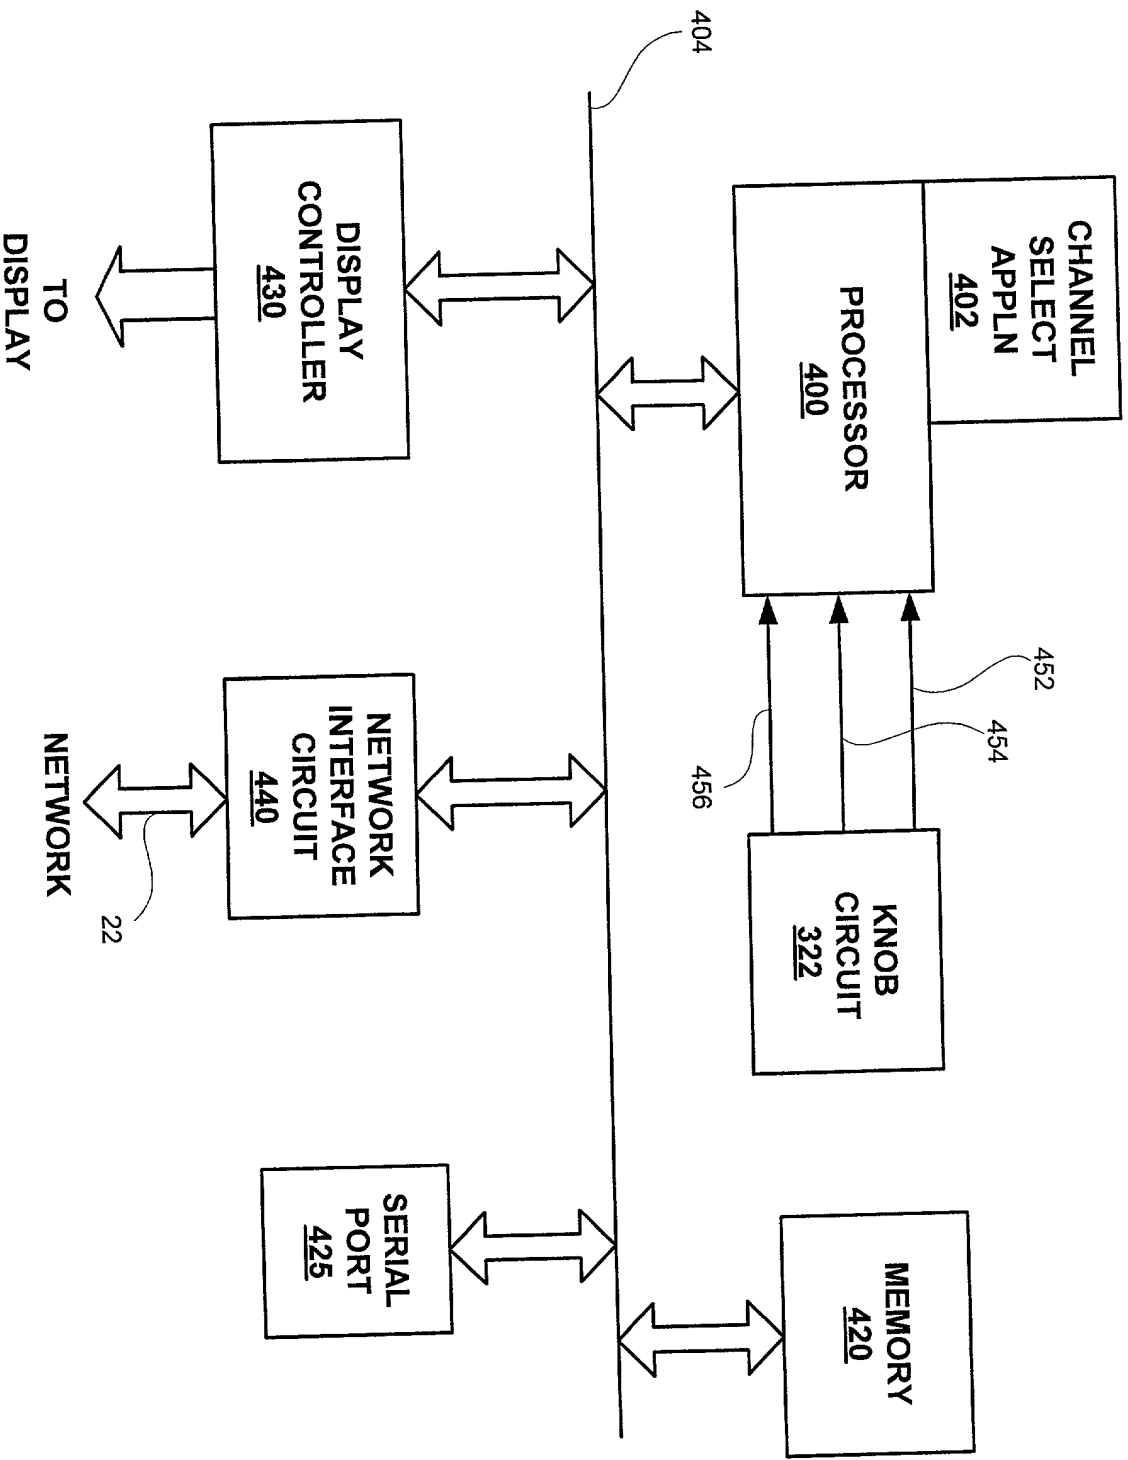 404
CHANNEL
SELECT
APPLN
402
PROCESSOR
400
452
454
456
KNOB
CIRCUIT
322
MEMORY
420
DISPLAY
CONTROLLER
430
TO
DISPLAY
NETWORK
INTERFACE
CIRCUIT
440
22
NETWORK
SERIAL
PORT
425